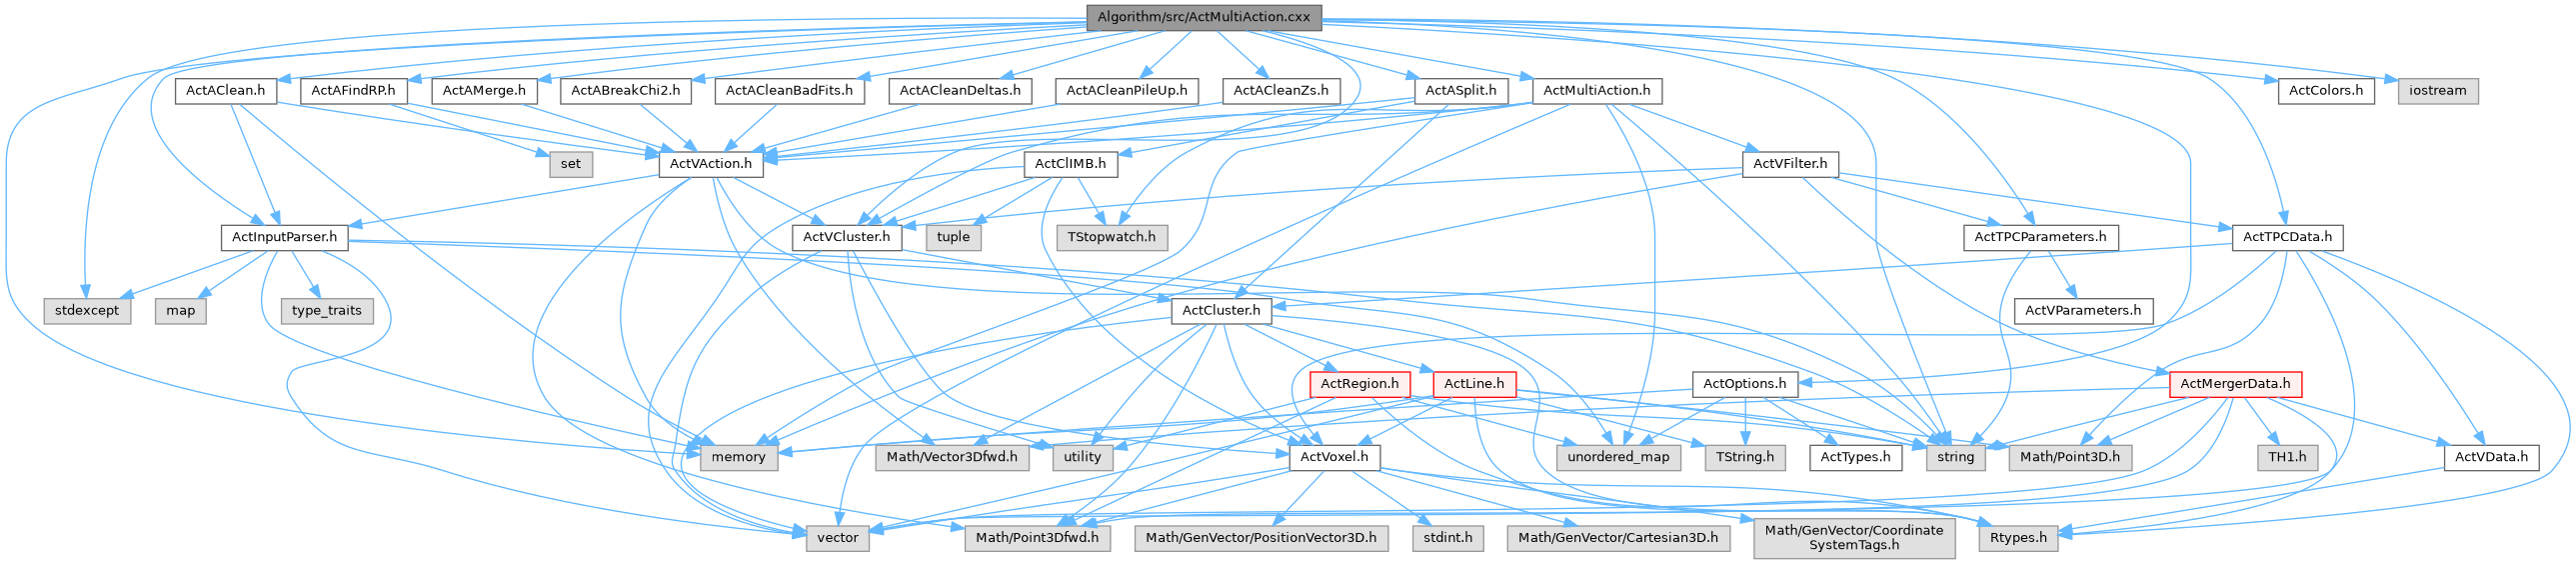 Algorithm/src/ActMultiAction.cxx
ActAClean.h
ActAFindRP.h
ActAMerge.h
ActABreakChi2.h
ActACleanBadFits.h
ActACleanDeltas.h
ActACleanPileUp.h
ActACleanZs.h
ActASplit.h
ActMultiAction.h
ActColors.h
iostream
set
ActVAction.h
ActClIMB.h
ActVFilter.h
ActInputParser.h
ActVCluster.h
tuple
TStopwatch.h
ActTPCParameters.h
ActTPCData.h
stdexcept
map
type_traits
ActCluster.h
ActVParameters.h
ActRegion.h
ActLine.h
ActOptions.h
ActMergerData.h
memory
Math/Vector3Dfwd.h
utility
ActVoxel.h
unordered_map
TString.h
ActTypes.h
string
Math/Point3D.h
TH1.h
ActVData.h
vector
Math/Point3Dfwd.h
Math/GenVector/PositionVector3D.h
stdint.h
Math/GenVector/Cartesian3D.h
Math/GenVector/Coordinate
SystemTags.h
Rtypes.h